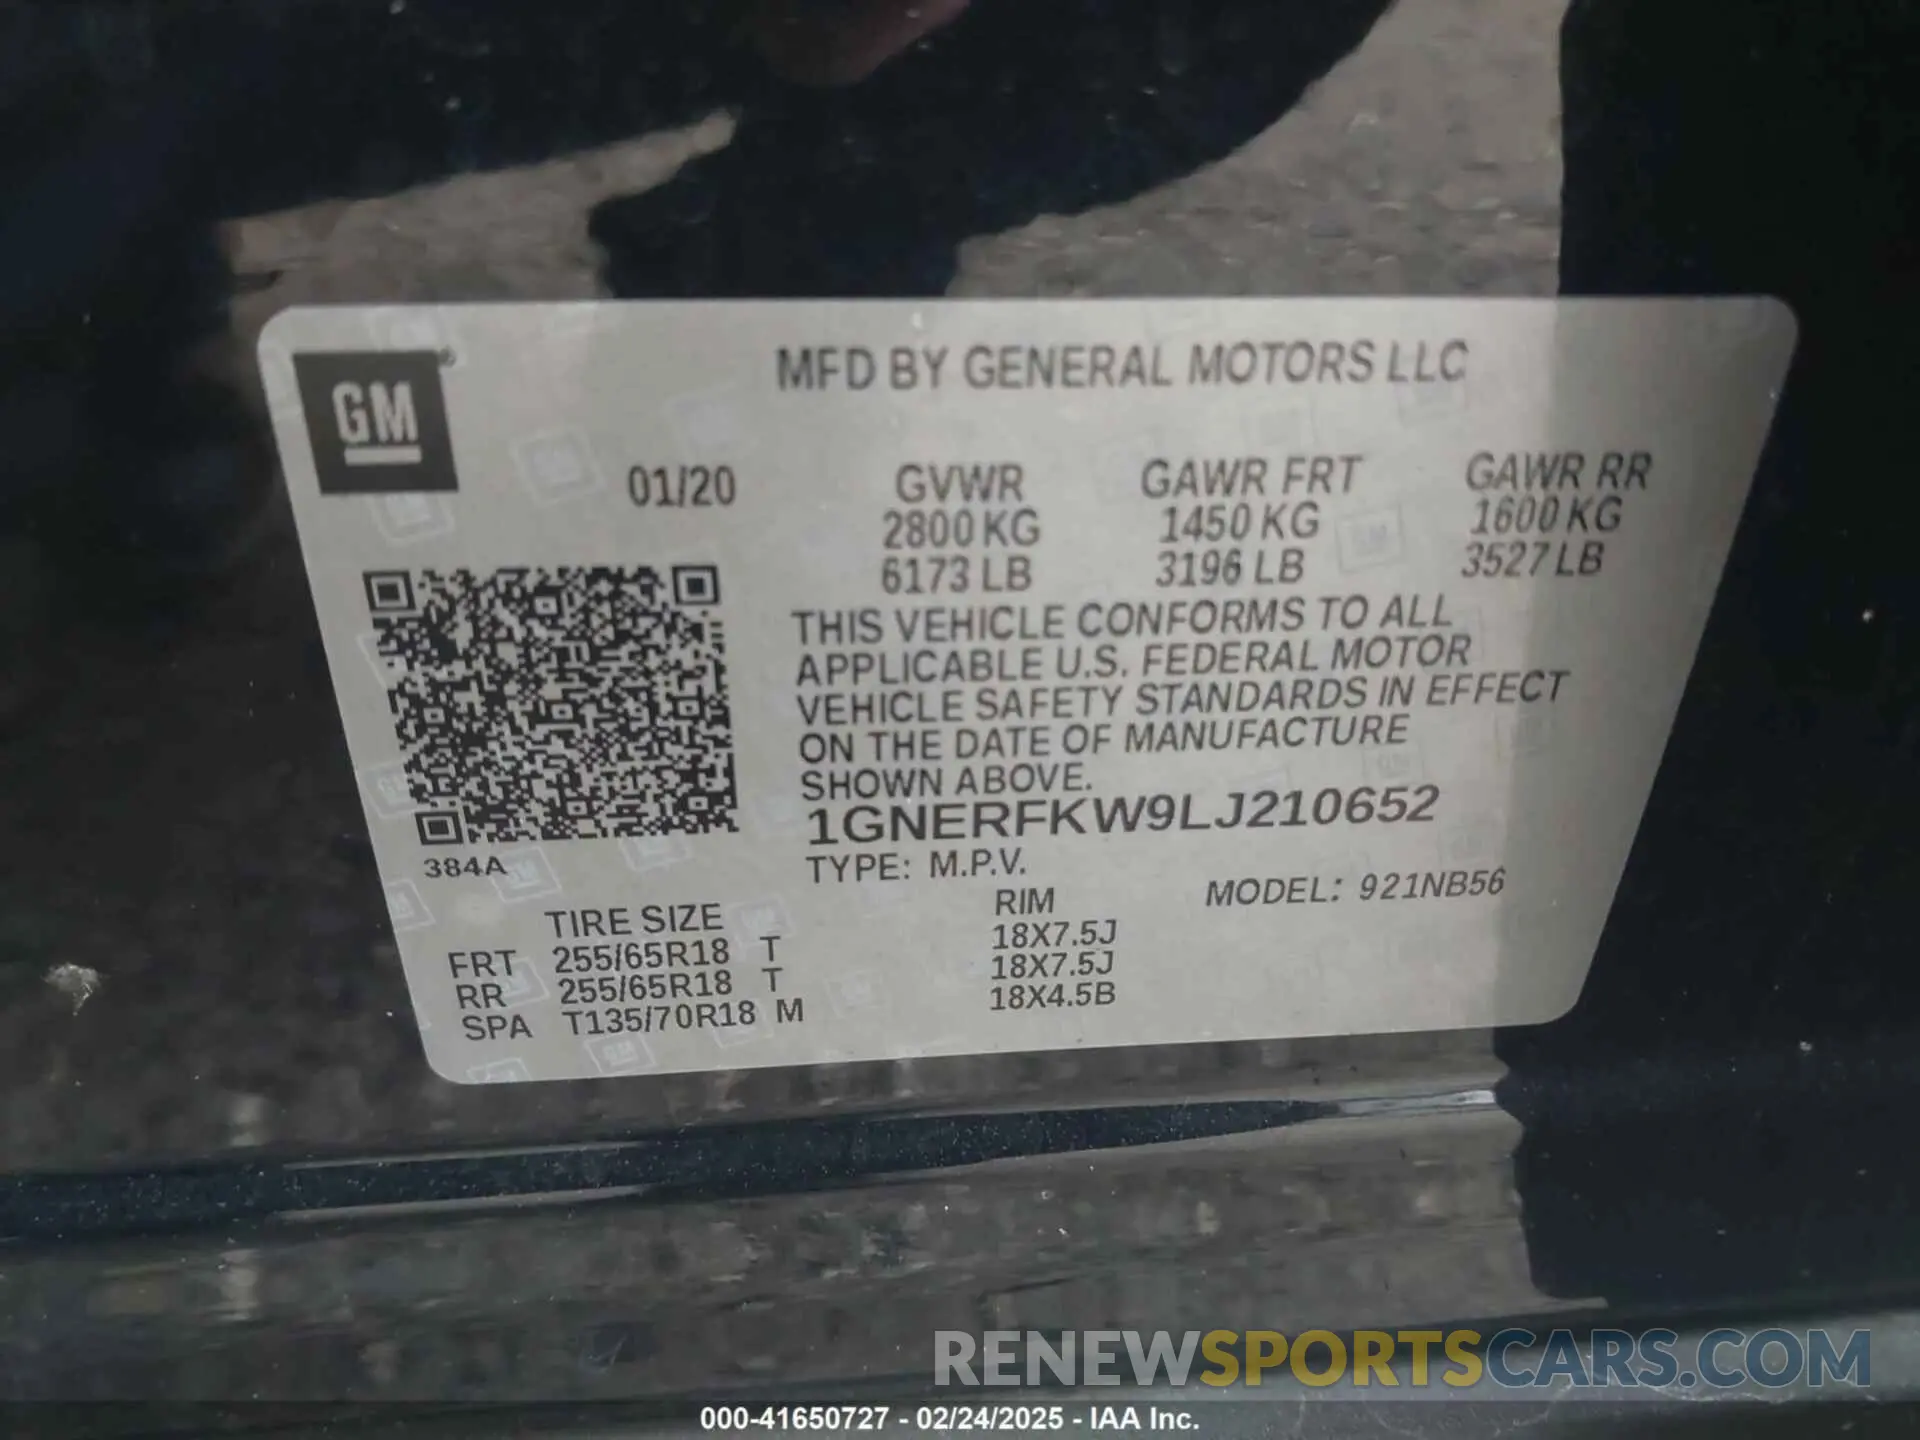 GM
MFD BY GENERAL MOTORS LLC
01/20
GVWR GAWR FRT GAWR RR
2800 KG 1450 KG 1600 KG
6173 LB 3196 LB 3527 LB
THIS VEHICLE CONFORMS TO ALL
APPLICABLE U.S. FEDERAL MOTOR
VEHICLE SAFETY STANDARDS IN EFFECT
ON THE DATE OF MANUFACTURE
SHOWN ABOVE.
1GNERFKW9LJ210652
384A
TYPE: M.P.V.
MODEL: 921NB56
TIRE SIZE RIM
FRT 255/65R18 T 18X7.5J
RR 255/65R18 T 18X7.5J
SPA T135/70R18 M 18X4.5B
RENEWSPORTSCARS.COM
000-41650727 - 02/24/2025 - IAA Inc.